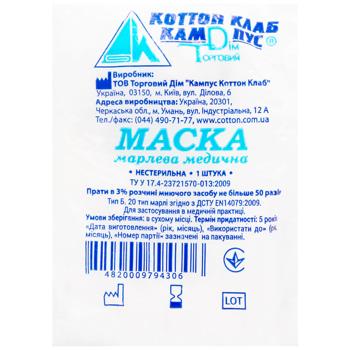 КОТТОН КЛАБ
КАМПУС®
Торговий Дім
Виробник:
ТОВ Торговий Дім "Кампус Коттон Клаб"
Україна, 03150, м. Київ, вул. Ділова, 6
Адреса виробництва: Україна, 20301,
Черкаська обл., м. Умань, вул. Індустріальна, 12 А
Тел./факс: (044) 490-71-77, www.cotton.com.ua
МАСКА
марлева медична
• НЕСТЕРИЛЬНА • 1 ШТУКА •
ТУ У 17.4-23721570-013:2009
Прати в 3% розчині миючого засобу не більше 50 разів
Тип Б. 20 тип марлі згідно з ДСТУ EN14079:2009.
Для застосування в медичній практиці.
Умови зберігання: в сухому місці. Термін придатності: 5 років
«Дата виготовлення» (рік, місяць), «Використати до» (рік,
місяць), «Номер партії» зазначені на пакуванні.
4820009794306
LOT